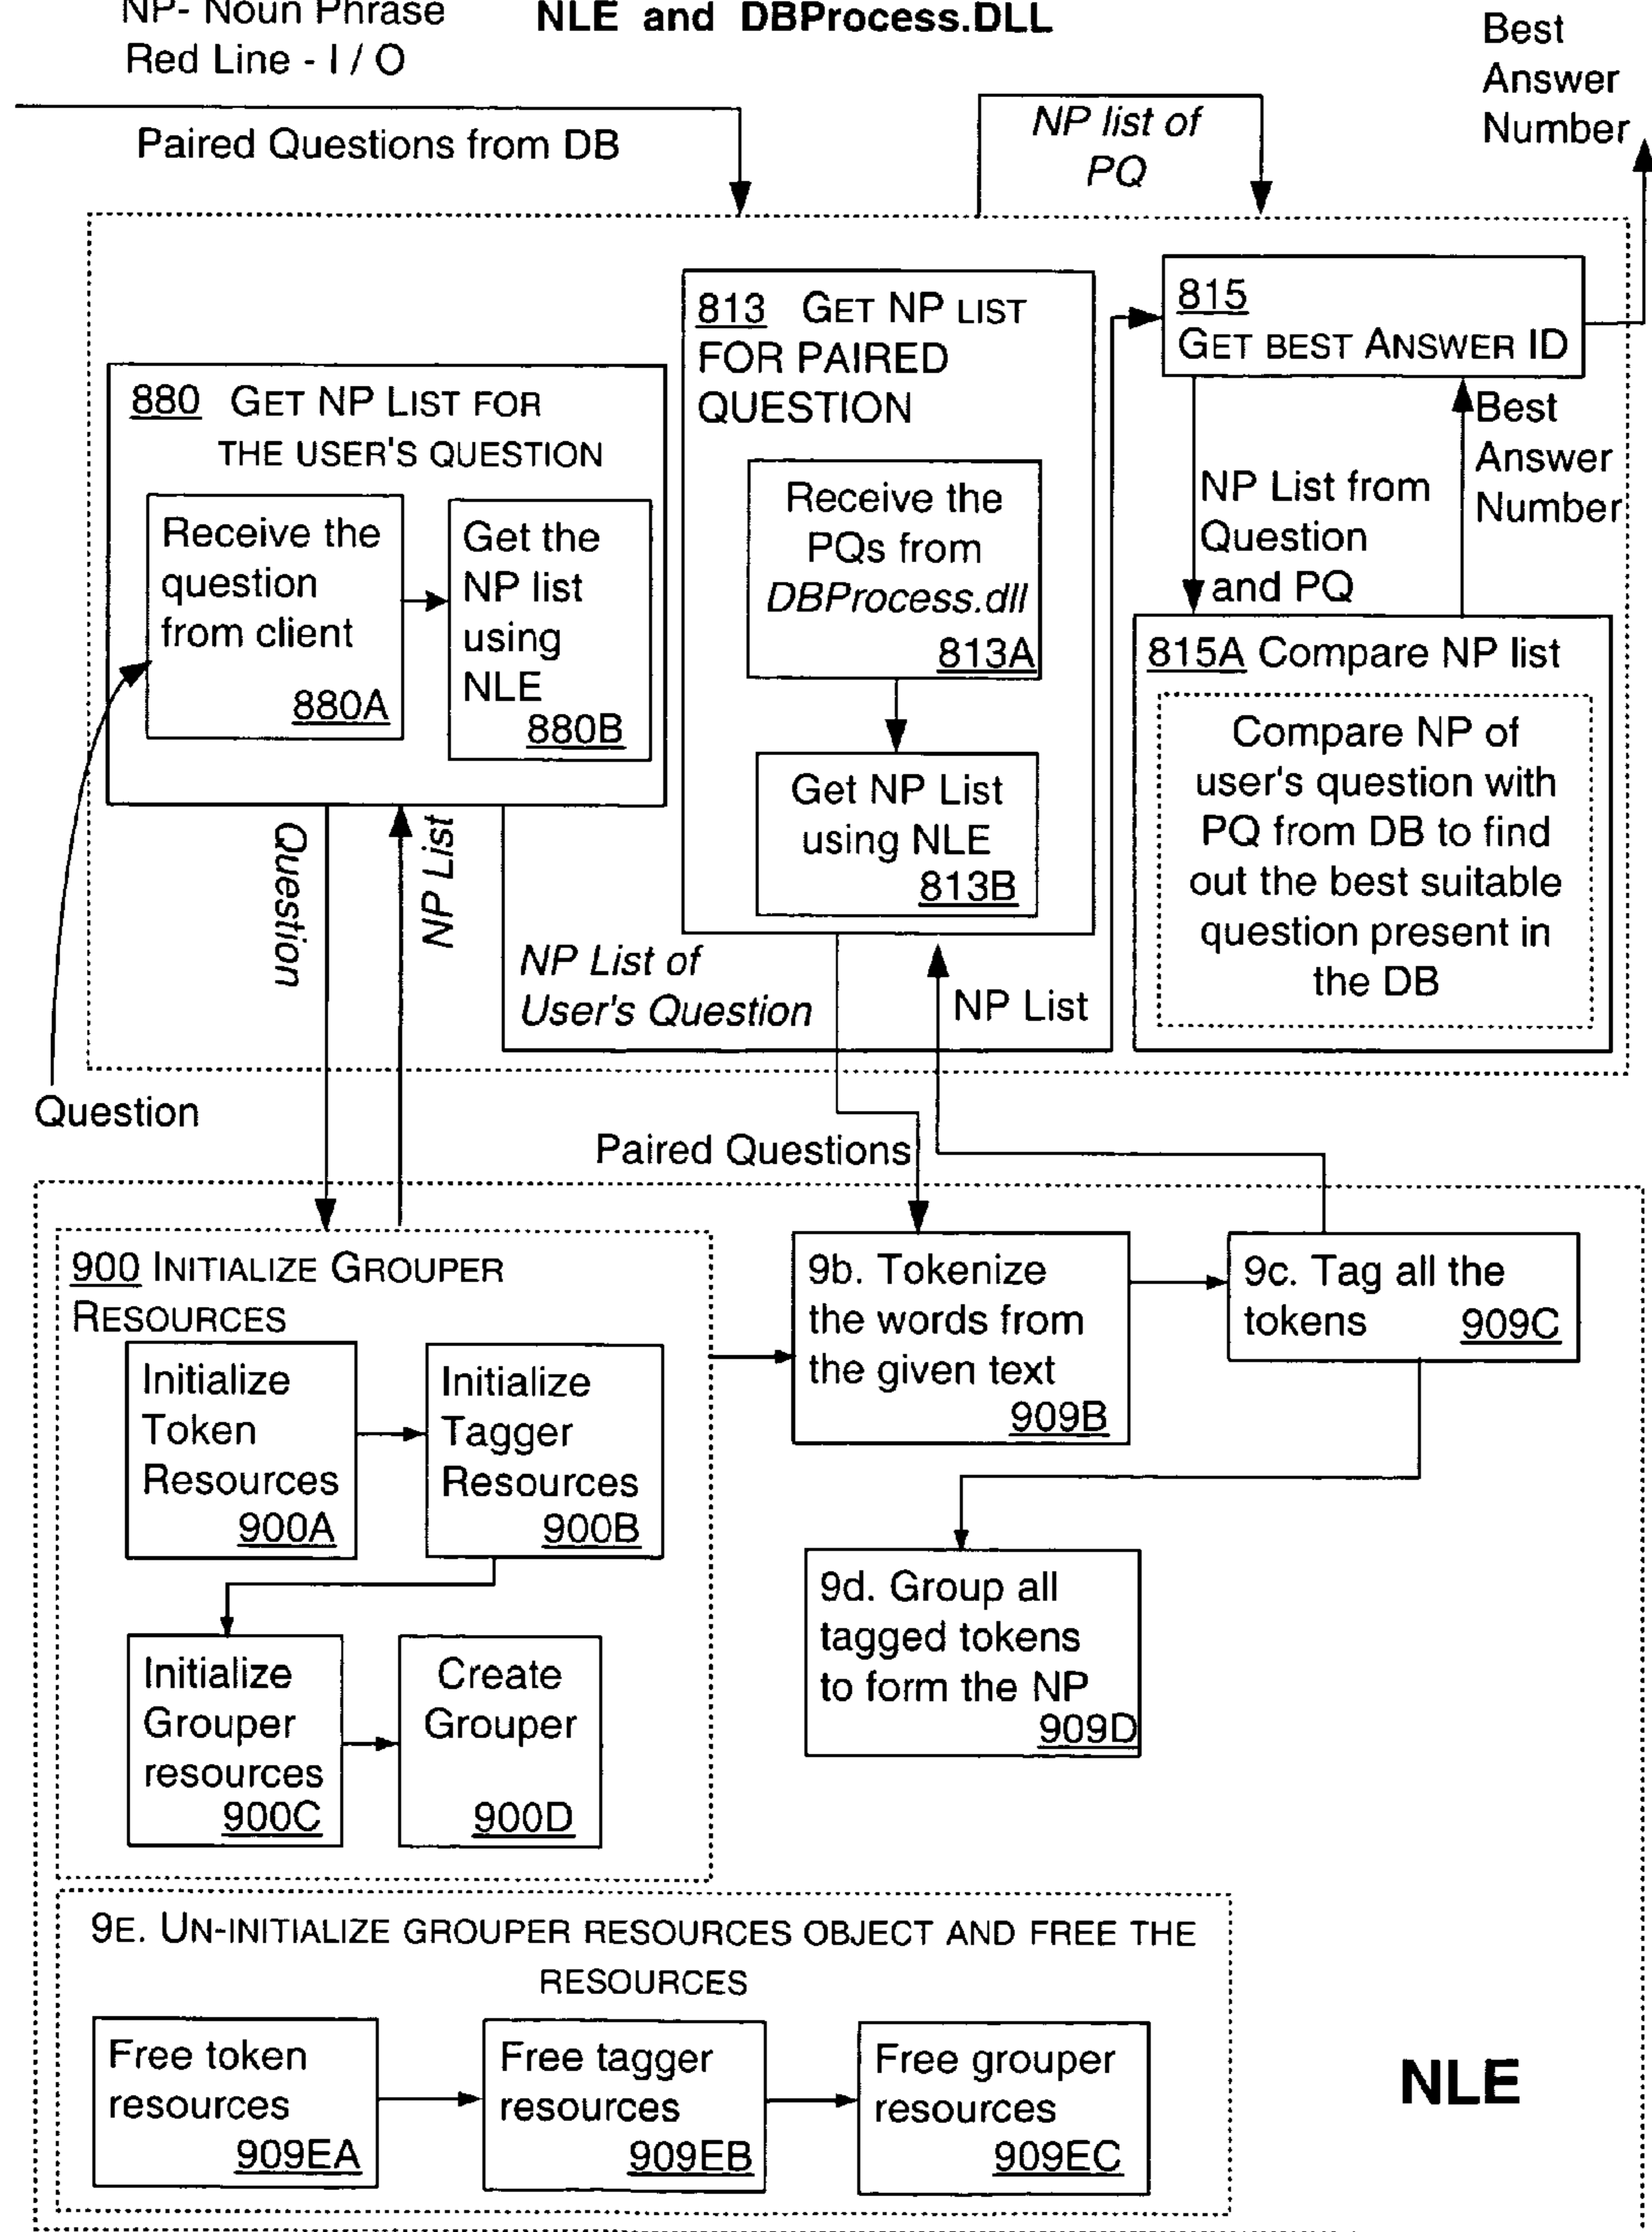 NP- Noun Phrase
Red Line - I / O
NLE and DBProcess.DLL
Best
Answer
Number
Paired Questions from DB
NP list of
PQ
880 GET NP LIST FOR
THE USER'S QUESTION
Receive the
question
from client
880A
Get the
NP list
using
NLE
880B
813 GET NP LIST
FOR PAIRED
QUESTION
Receive the
PQs from
DBProcess.dll
813A
Get NP List
using NLE
813B
815
GET BEST ANSWER ID
NP List from
Question
and PQ
Best
Answer
Number
815A Compare NP list
Compare NP of
user's question with
PQ from DB to find
out the best suitable
question present in
the DB
Question
NP List
NP List of
User's Question
NP List
Question
Paired Questions
900 INITIALIZE GROUPER
RESOURCES
Initialize
Token
Resources
900A
Initialize
Tagger
Resources
900B
Initialize
Grouper
resources
900C
Create
Grouper
900D
9b. Tokenize
the words from
the given text
909B
9c. Tag all the
tokens 909C
9d. Group all
tagged tokens
to form the NP
909D
9E. UN-INITIALIZE GROUPER RESOURCES OBJECT AND FREE THE
RESOURCES
Free token
resources
909EA
Free tagger
resources
909EB
Free grouper
resources
909EC
NLE